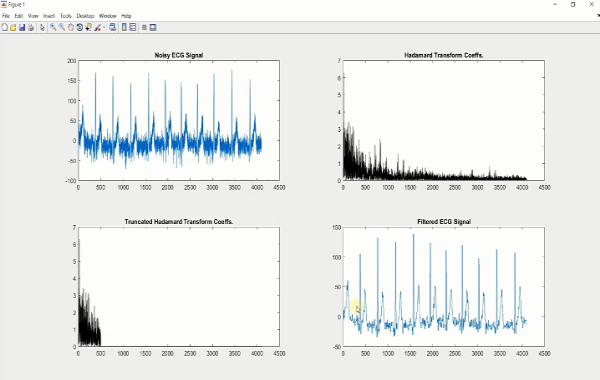 Figure 1
File Edit View Insert Tools Desktop Window Help
Noisy ECG Signal
200
150
100
50
0
-50
-100
0 500 1000 1500 2000 2500 3000 3500 4000 4500
Hadamard Transform Coeffs.
7
6
5
4
3
2
1
0
0 500 1000 1500 2000 2500 3000 3500 4000 4500
Truncated Hadamard Transform Coeffs.
7
6
5
4
3
2
1
0
0 500 1000 1500 2000 2500 3000 3500 4000 4500
Filtered ECG Signal
150
100
50
0
-50
0 500 1000 1500 2000 2500 3000 3500 4000 4500